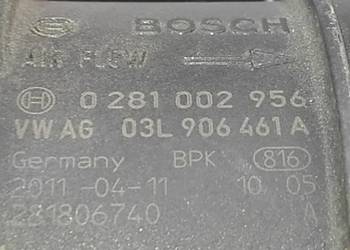 BOSCH
AIR FLOW
0 281 002 956
VW AG 03L 906 461 A
Germany BPK 816
2011-04-11 10 05
281806740 A